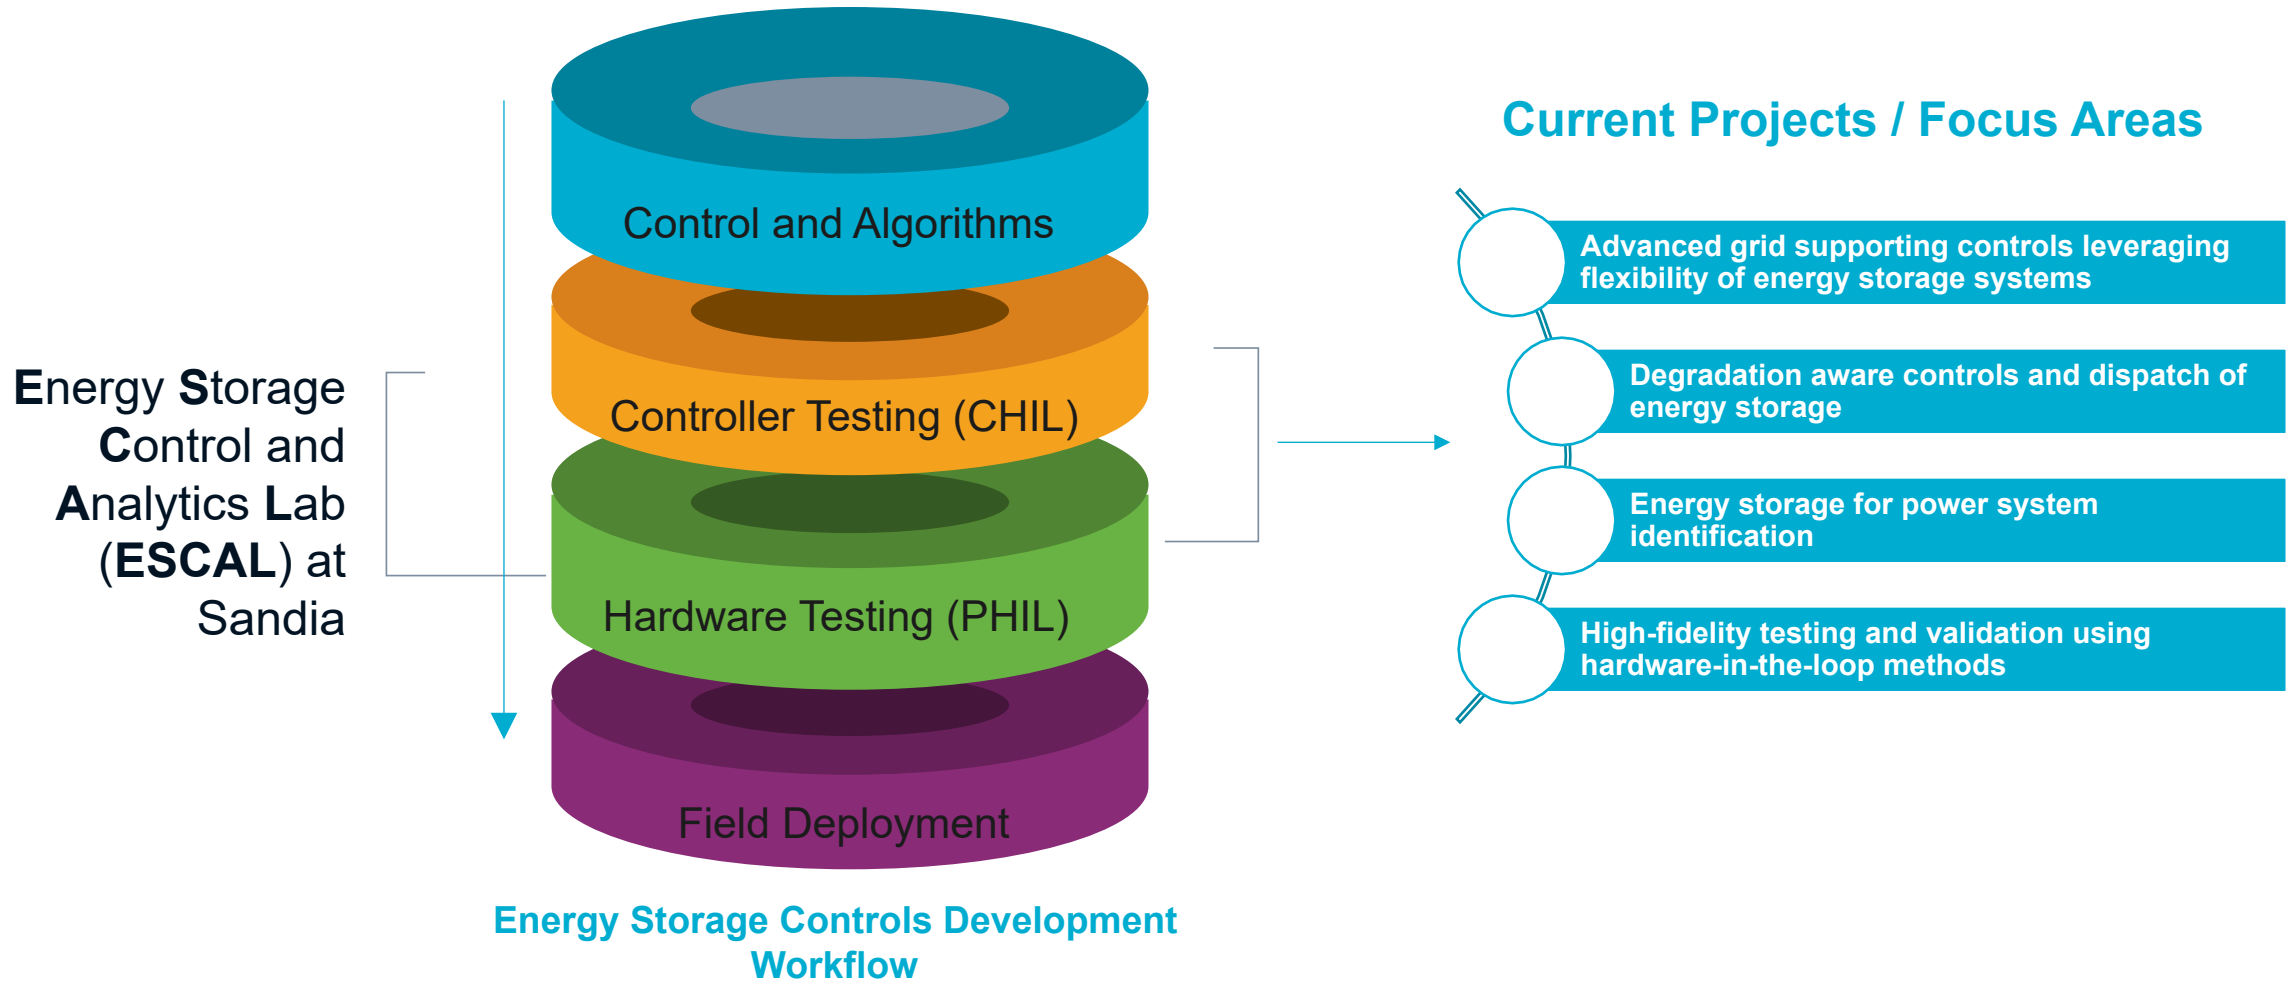 Energy Storage
Control and
Analytics Lab
(ESCAL) at
Sandia
Control and Algorithms
Controller Testing (CHIL)
Hardware Testing (PHIL)
Field Deployment
Energy Storage Controls Development
Workflow
Current Projects / Focus Areas
Advanced grid supporting controls leveraging
flexibility of energy storage systems
Degradation aware controls and dispatch of
energy storage
Energy storage for power system
identification
High-fidelity testing and validation using
hardware-in-the-loop methods